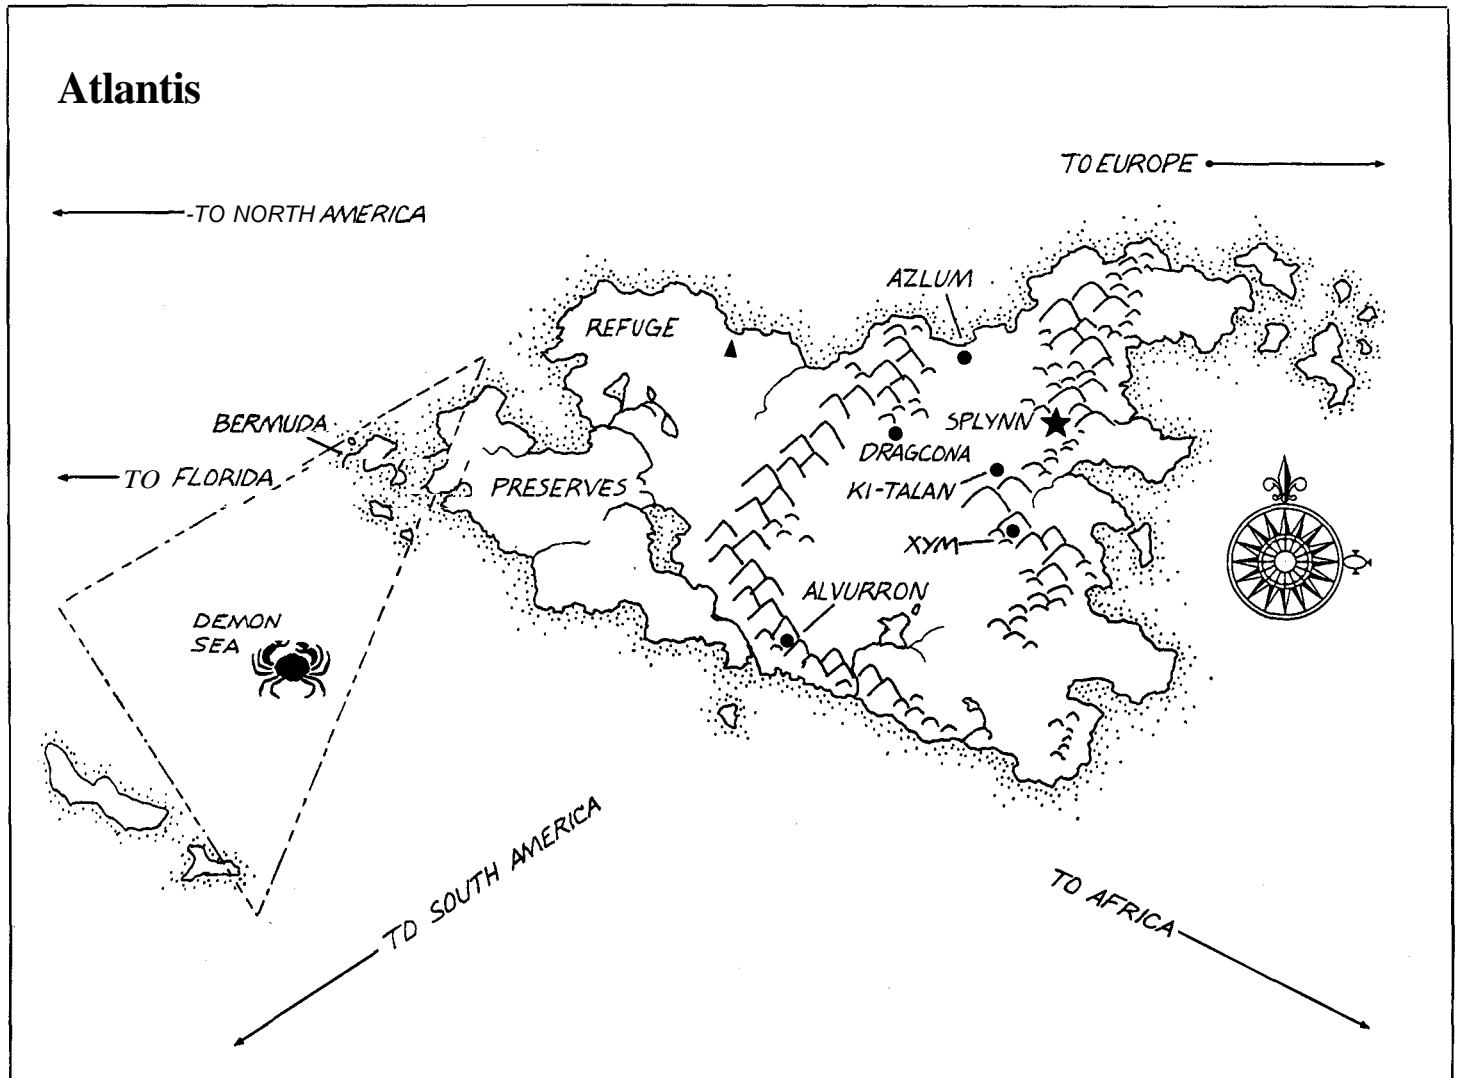 Atlantis
TO EUROPE
-TO NORTH AMERICA
AZLUM
REFUGE
BERMUDA
SPLYNN
DRAGCONA
TO FLORIDA
PRESERVES
KI-TALAN
XYM
ALVURRON
DEMON
SEA
TO SOUTH AMERICA
TO AFRICA